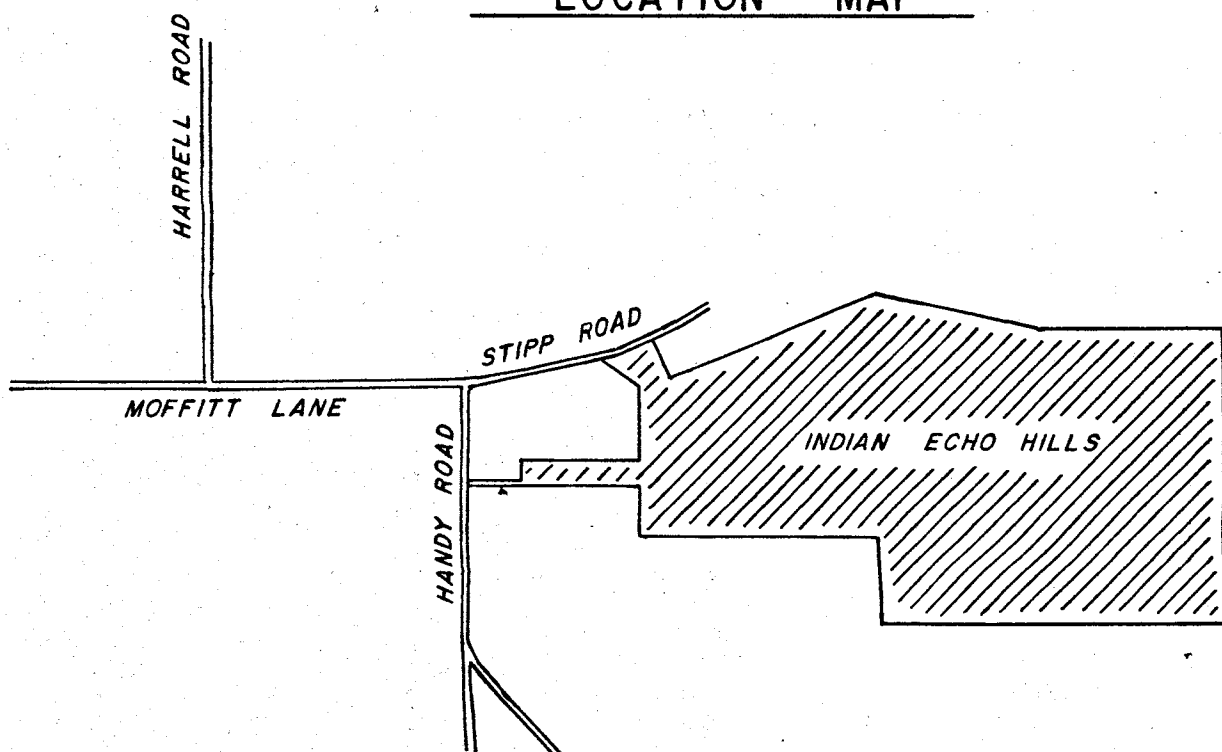 LOCATION MAP
HARRELL ROAD
STIPP ROAD
MOFFITT LANE
INDIAN ECHO HILLS
HANDY ROAD